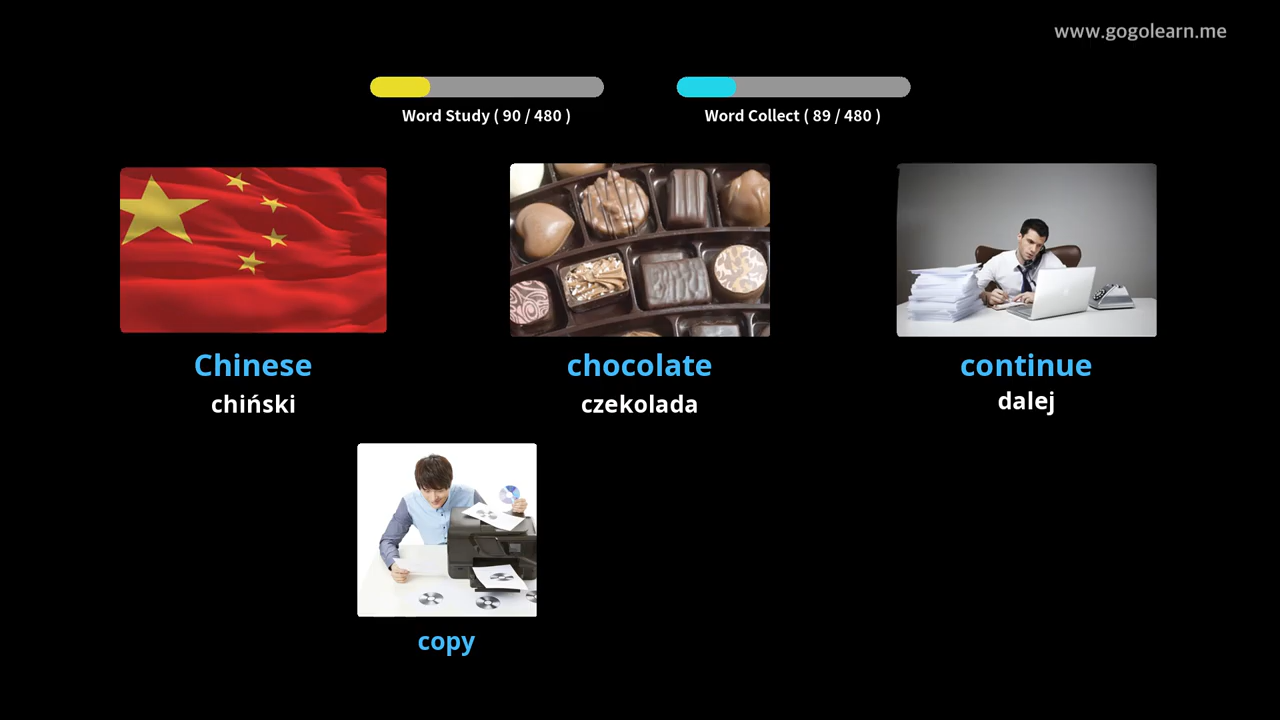 www.gogolearn.me
Word Study ( 90 / 480 )
Word Collect ( 89 / 480 )
Chinese
chiński
chocolate
czekolada
continue
dalej
copy